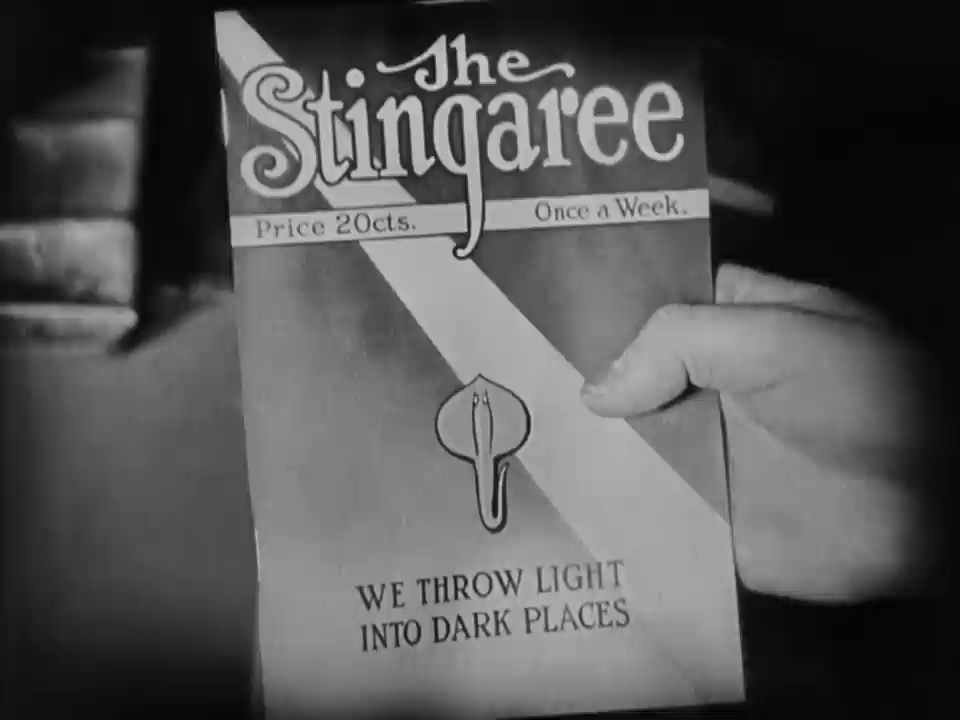 The
Stingaree
Price 20cts.
Once a Week.
WE THROW LIGHT
INTO DARK PLACES